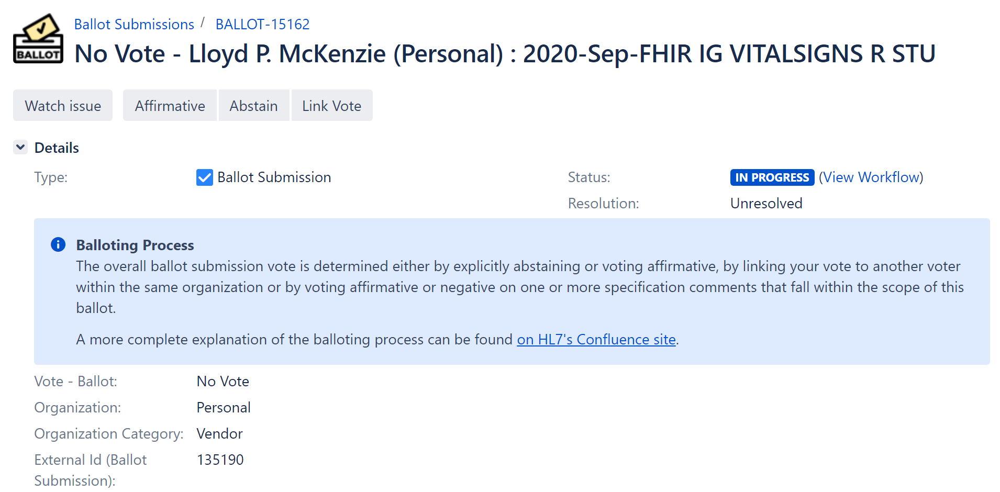 BALLOT
Ballot Submissions / BALLOT-15162
No Vote - Lloyd P. McKenzie (Personal) : 2020-Sep-FHIR IG VITALSIGNS R STU
Watch issue Affirmative Abstain Link Vote
Details
Type: Ballot Submission Status: IN PROGRESS (View Workflow)
Resolution: Unresolved
Balloting Process
The overall ballot submission vote is determined either by explicitly abstaining or voting affirmative, by linking your vote to another voter
within the same organization or by voting affirmative or negative on one or more specification comments that fall within the scope of this
ballot.
A more complete explanation of the balloting process can be found on HL7's Confluence site.
Vote - Ballot: No Vote
Organization: Personal
Organization Category: Vendor
External Id (Ballot 135190
Submission):